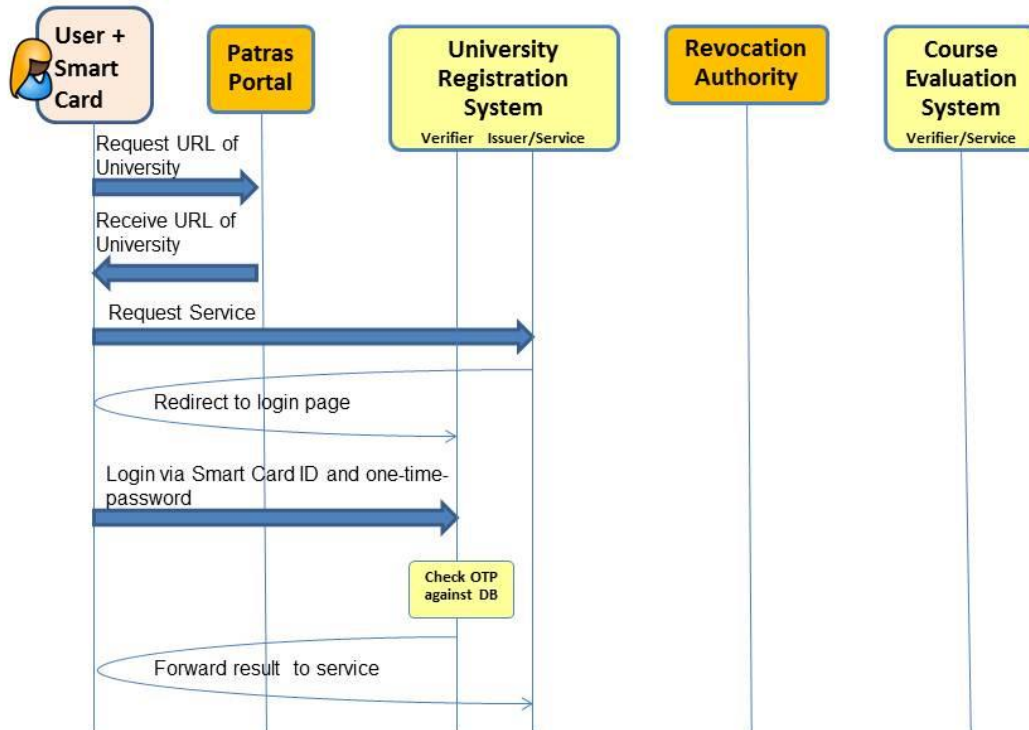 User +
Smart
Card
Patras
Portal
University
Registration
System
Verifier Issuer/Service
Revocation
Authority
Course
Evaluation
System
Verifier/Service
Request URL of
University
Receive URL of
University
Request Service
Redirect to login page
Login via Smart Card ID and one-time-
password
Check OTP
against DB
Forward result to service